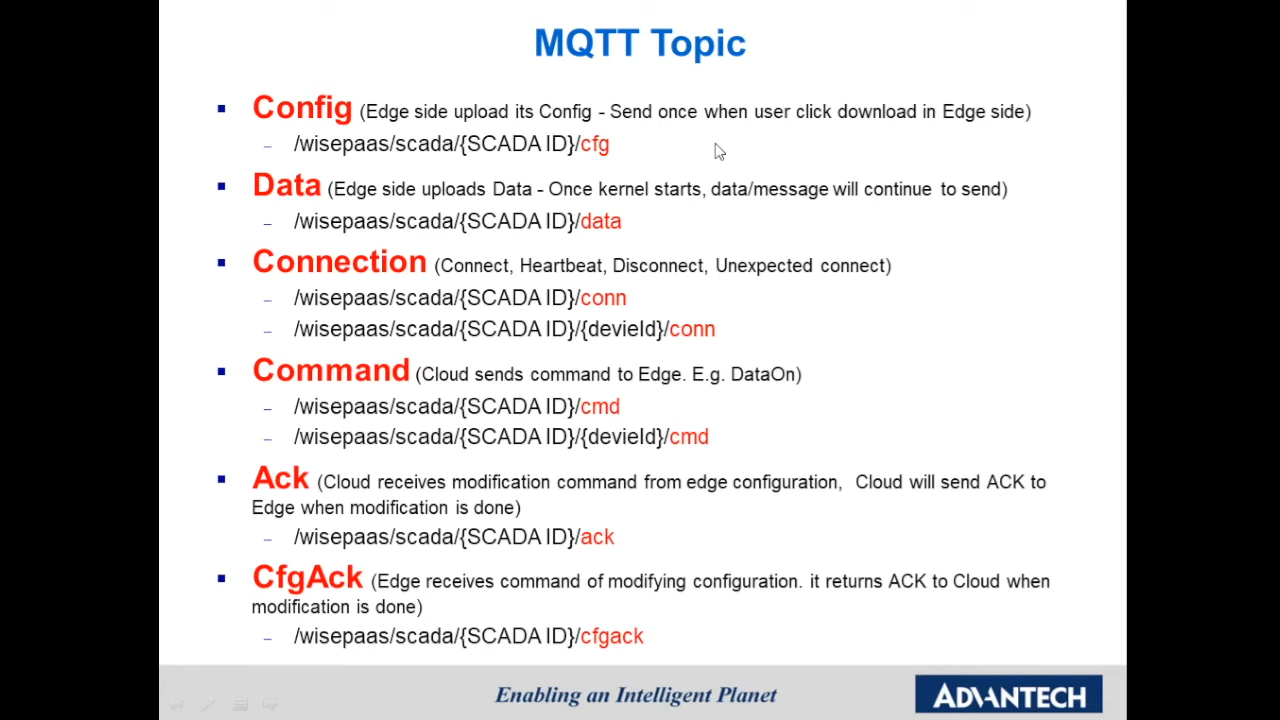 MQTT Topic
Config (Edge side upload its Config - Send once when user click download in Edge side)
/wisepaas/scada/{SCADA ID}/cfg
Data (Edge side uploads Data - Once kernel starts, data/message will continue to send)
/wisepaas/scada/{SCADA ID}/data
Connection (Connect, Heartbeat, Disconnect, Unexpected connect)
/wisepaas/scada/{SCADA ID}/conn
/wisepaas/scada/{SCADA ID}/{devieId}/conn
Command (Cloud sends command to Edge. E.g. DataOn)
/wisepaas/scada/{SCADA ID}/cmd
/wisepaas/scada/{SCADA ID}/{devieId}/cmd
Ack (Cloud receives modification command from edge configuration, Cloud will send ACK to
Edge when modification is done)
/wisepaas/scada/{SCADA ID}/ack
CfgAck (Edge receives command of modifying configuration. it returns ACK to Cloud when
modification is done)
/wisepaas/scada/{SCADA ID}/cfgack
Enabling an Intelligent Planet
ADVANTECH